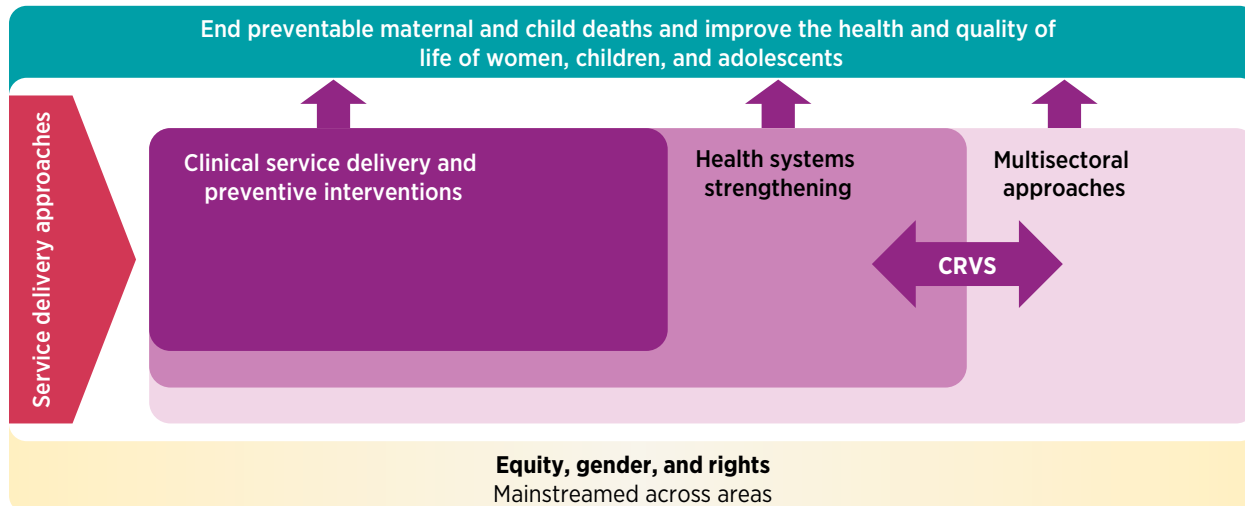 End preventable maternal and child deaths and improve the health and quality of
life of women, children, and adolescents
Service delivery approaches
Clinical service delivery and
preventive interventions
Health systems
strengthening
Multisectoral
approaches
CRVS
Equity, gender, and rights
Mainstreamed across areas